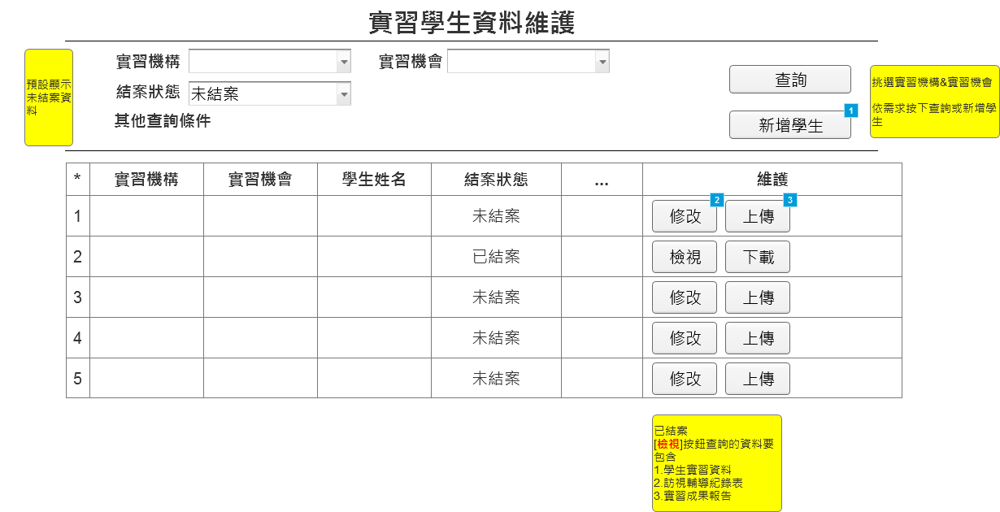 實習學生資料維護
預設顯示
未結案資
料
實習機構
實習機會
結案狀態 未結案
其他查詢條件
查詢
新增學生
1
挑選實習機構&實習機會
依需求按下查詢或新增學
生
* 實習機構 實習機會 學生姓名 結案狀態 ... 維護
1 未結案 修改 2 上傳 3
2 已結案 檢視 下載
3 未結案 修改 上傳
4 未結案 修改 上傳
5 未結案 修改 上傳
已結案
[檢視]按鈕查詢的資料要
包含
1.學生實習資料
2.訪視輔導紀錄表
3.實習成果報告